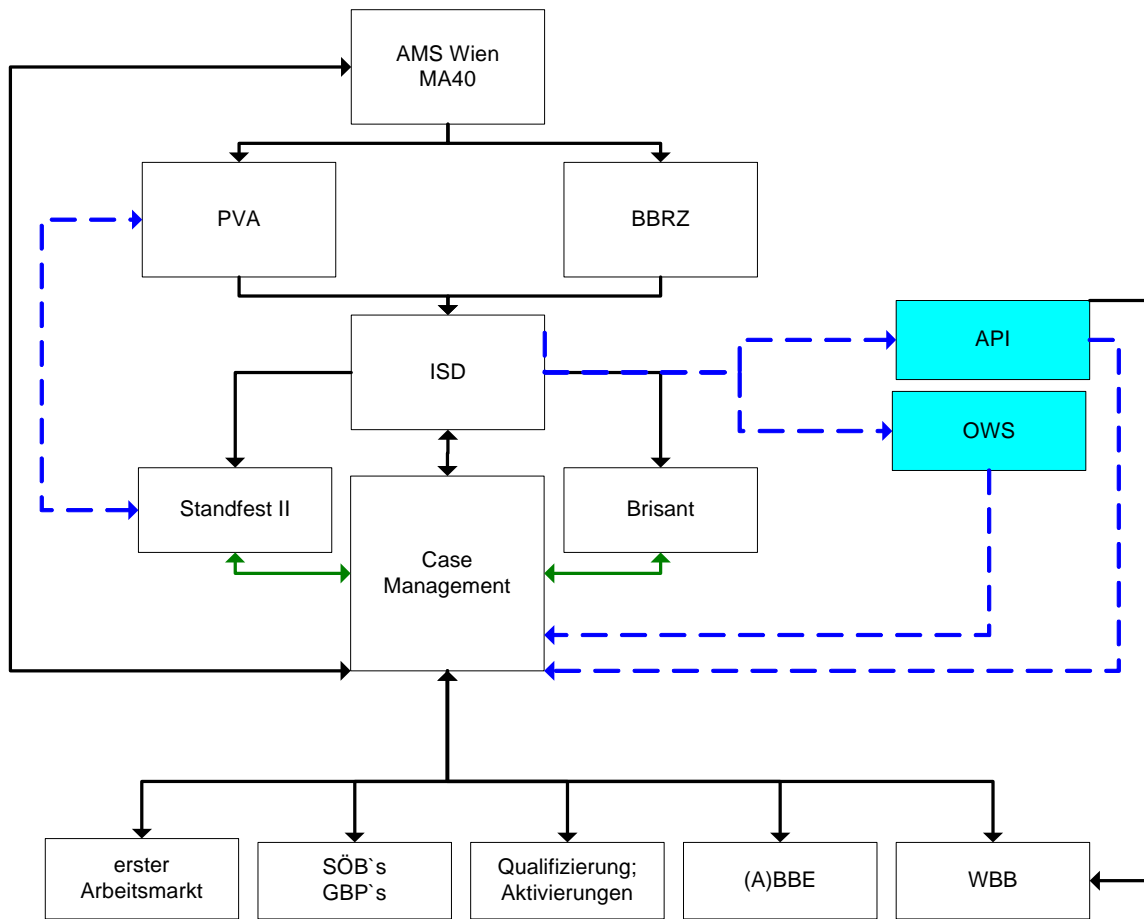 AMS Wien
MA40
PVA
BBRZ
ISD
API
OWS
Standfest II
Brisant
Case
Management
erster
Arbeitsmarkt
SÖB`s
GBP`s
Qualifizierung;
Aktivierungen
(A)BBE
WBB